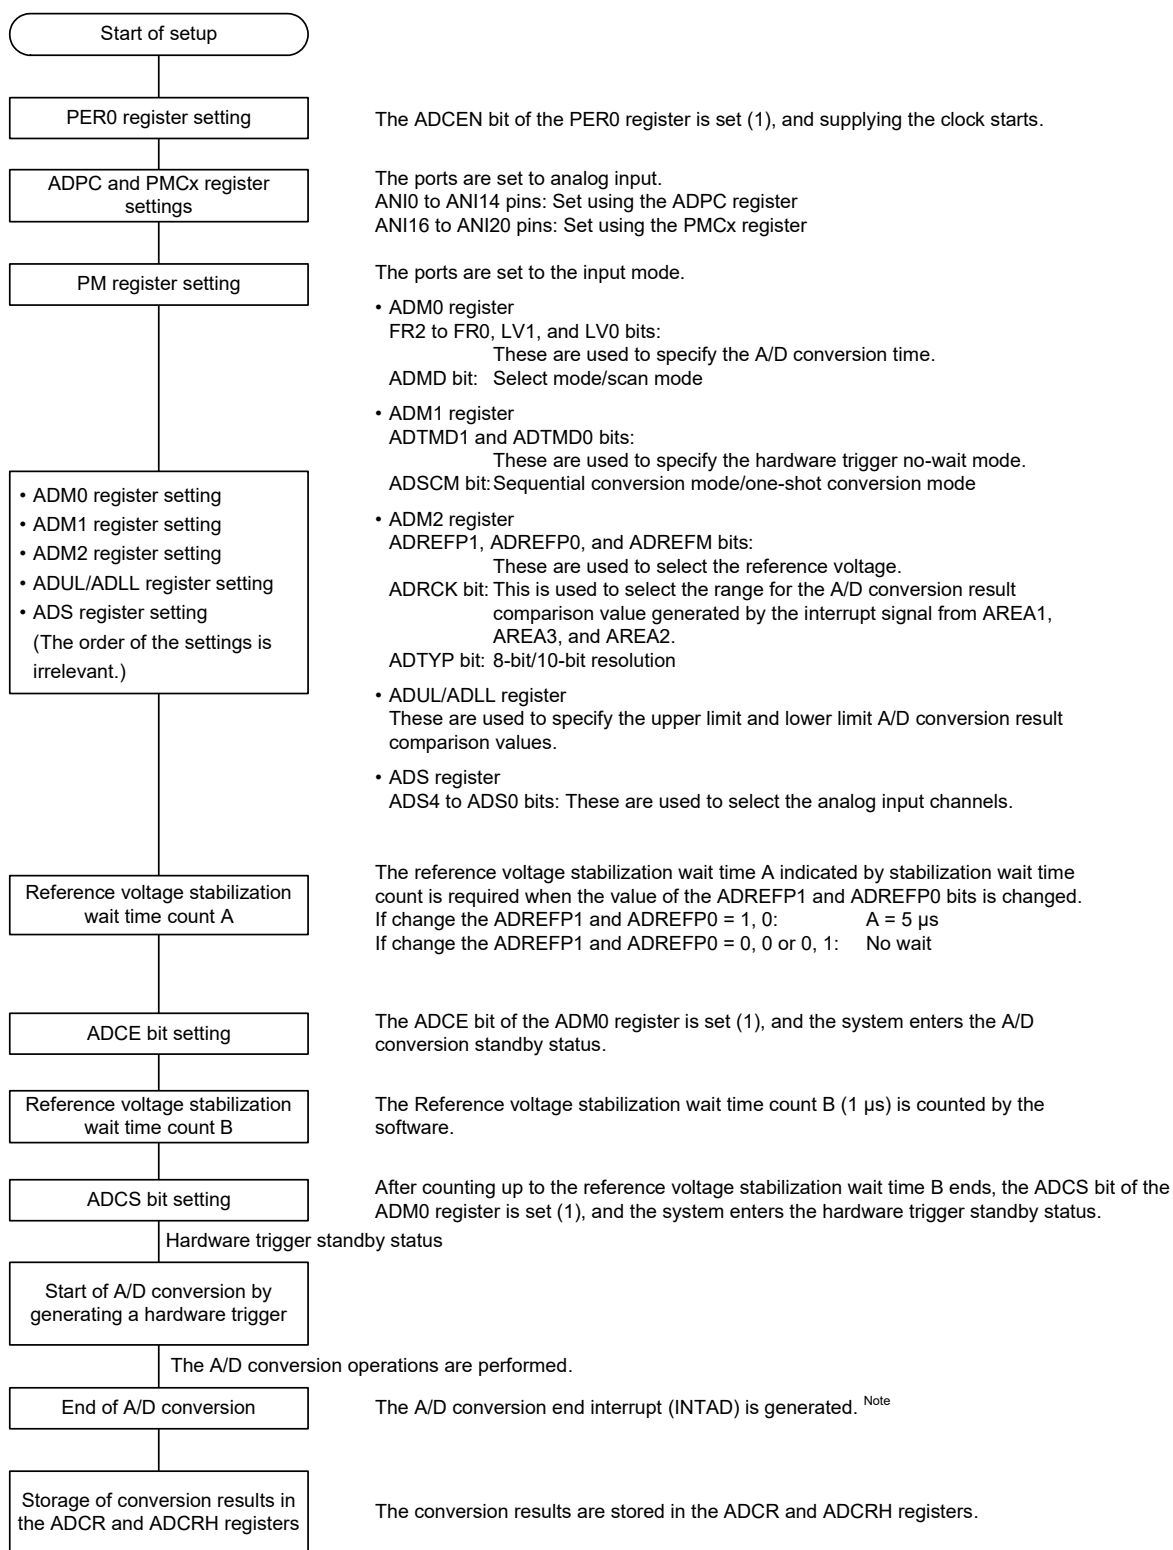 Start of setup
PER0 register setting
The ADCEN bit of the PER0 register is set (1), and supplying the clock starts.
ADPC and PMCx register
settings
The ports are set to analog input.
ANI0 to ANI14 pins: Set using the ADPC register
ANI16 to ANI20 pins: Set using the PMCx register
PM register setting
The ports are set to the input mode.
• ADM0 register
FR2 to FR0, LV1, and LV0 bits:
These are used to specify the A/D conversion time.
ADMD bit: Select mode/scan mode
• ADM1 register
ADTMD1 and ADTMD0 bits:
These are used to specify the hardware trigger no-wait mode.
ADSCM bit: Sequential conversion mode/one-shot conversion mode
• ADM2 register
ADREFP1, ADREFP0, and ADREFM bits:
These are used to select the reference voltage.
ADRCK bit: This is used to select the range for the A/D conversion result
comparison value generated by the interrupt signal from AREA1,
AREA3, and AREA2.
ADTYP bit: 8-bit/10-bit resolution
• ADUL/ADLL register
These are used to specify the upper limit and lower limit A/D conversion result
comparison values.
• ADS register
ADS4 to ADS0 bits: These are used to select the analog input channels.
• ADM0 register setting
• ADM1 register setting
• ADM2 register setting
• ADUL/ADLL register setting
• ADS register setting
(The order of the settings is
irrelevant.)
Reference voltage stabilization
wait time count A
The reference voltage stabilization wait time A indicated by stabilization wait time
count is required when the value of the ADREFP1 and ADREFP0 bits is changed.
If change the ADREFP1 and ADREFP0 = 1, 0: A = 5 µs
If change the ADREFP1 and ADREFP0 = 0, 0 or 0, 1: No wait
ADCE bit setting
The ADCE bit of the ADM0 register is set (1), and the system enters the A/D
conversion standby status.
Reference voltage stabilization
wait time count B
The Reference voltage stabilization wait time count B (1 µs) is counted by the
software.
ADCS bit setting
After counting up to the reference voltage stabilization wait time B ends, the ADCS bit of the
ADM0 register is set (1), and the system enters the hardware trigger standby status.
Hardware trigger standby status
Start of A/D conversion by
generating a hardware trigger
The A/D conversion operations are performed.
End of A/D conversion
The A/D conversion end interrupt (INTAD) is generated. Note
Storage of conversion results in
the ADCR and ADCRH registers
The conversion results are stored in the ADCR and ADCRH registers.